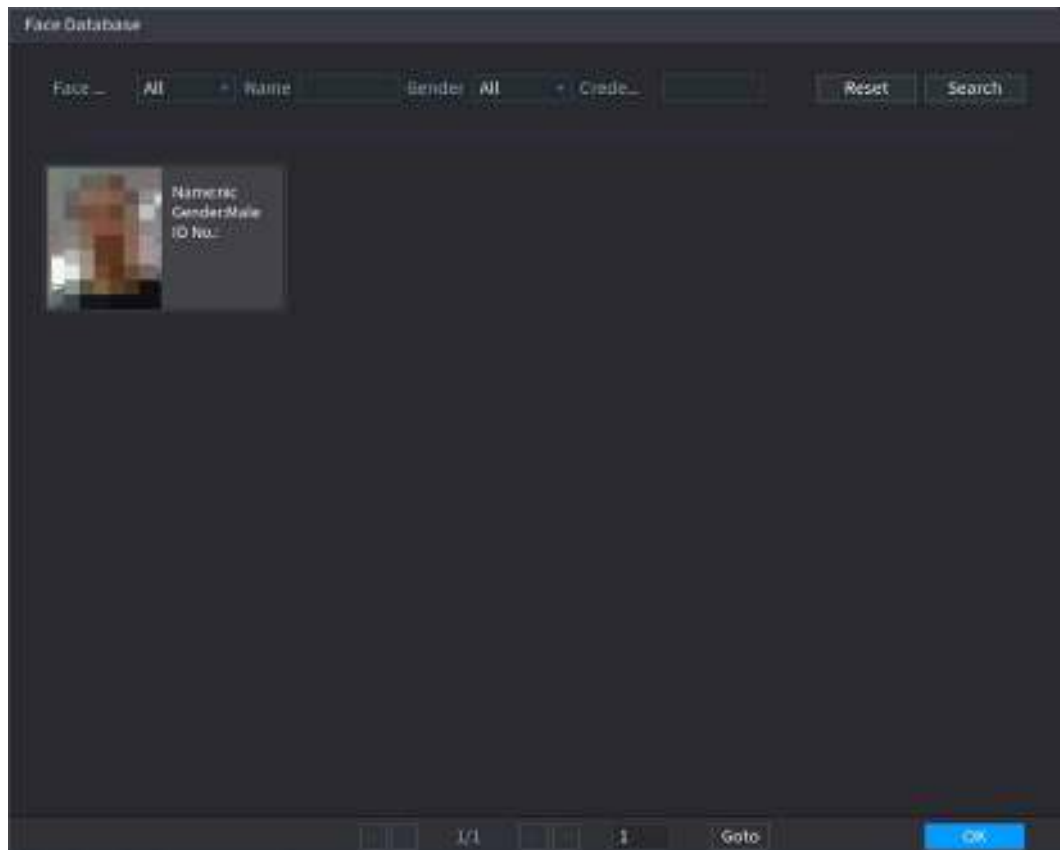 Face Database
Face ... All Name Gender All Crede... Reset Search
Name:nic
Gender:Male
ID No.:
1/1 1 Goto OK